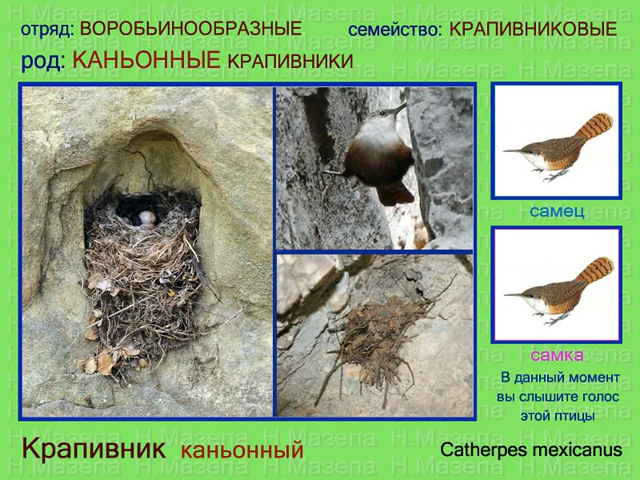 отряд: ВОРОБЬИНООБРАЗНЫЕ семейство: КРАПИВНИКОВЫЕ
род: КАНЬОННЫЕ КРАПИВНИКИ
самец
самка
В данный момент
вы слышите голос
этой птицы
Крапивник каньонный Catherpes mexicanus
Н.Мазепа